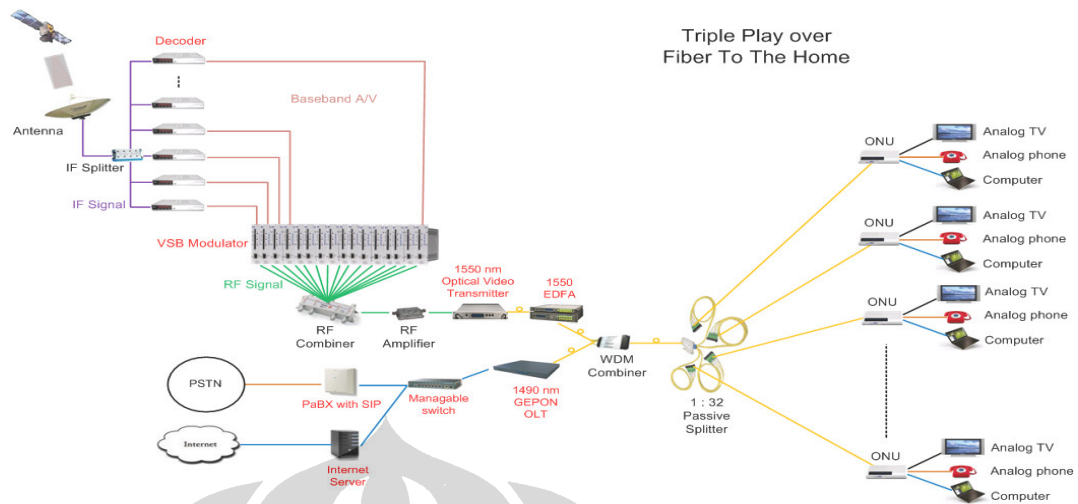 Triple Play over
Fiber To The Home
Decoder
Baseband A/V
Antenna
IF Splitter
IF Signal
VSB Modulator
RF Signal
1550 nm
Optical Video
Transmitter
1550
EDFA
RF
Combiner
RF
Amplifier
WDM
Combiner
PSTN
PaBX with SIP
Managable
switch
1490 nm
GEPON
OLT
1 : 32
Passive
Splitter
Internet
Internet
Server
ONU
Analog TV
Analog phone
Computer
ONU
Analog TV
Analog phone
Computer
ONU
Analog TV
Analog phone
Computer
ONU
Analog TV
Analog phone
Computer